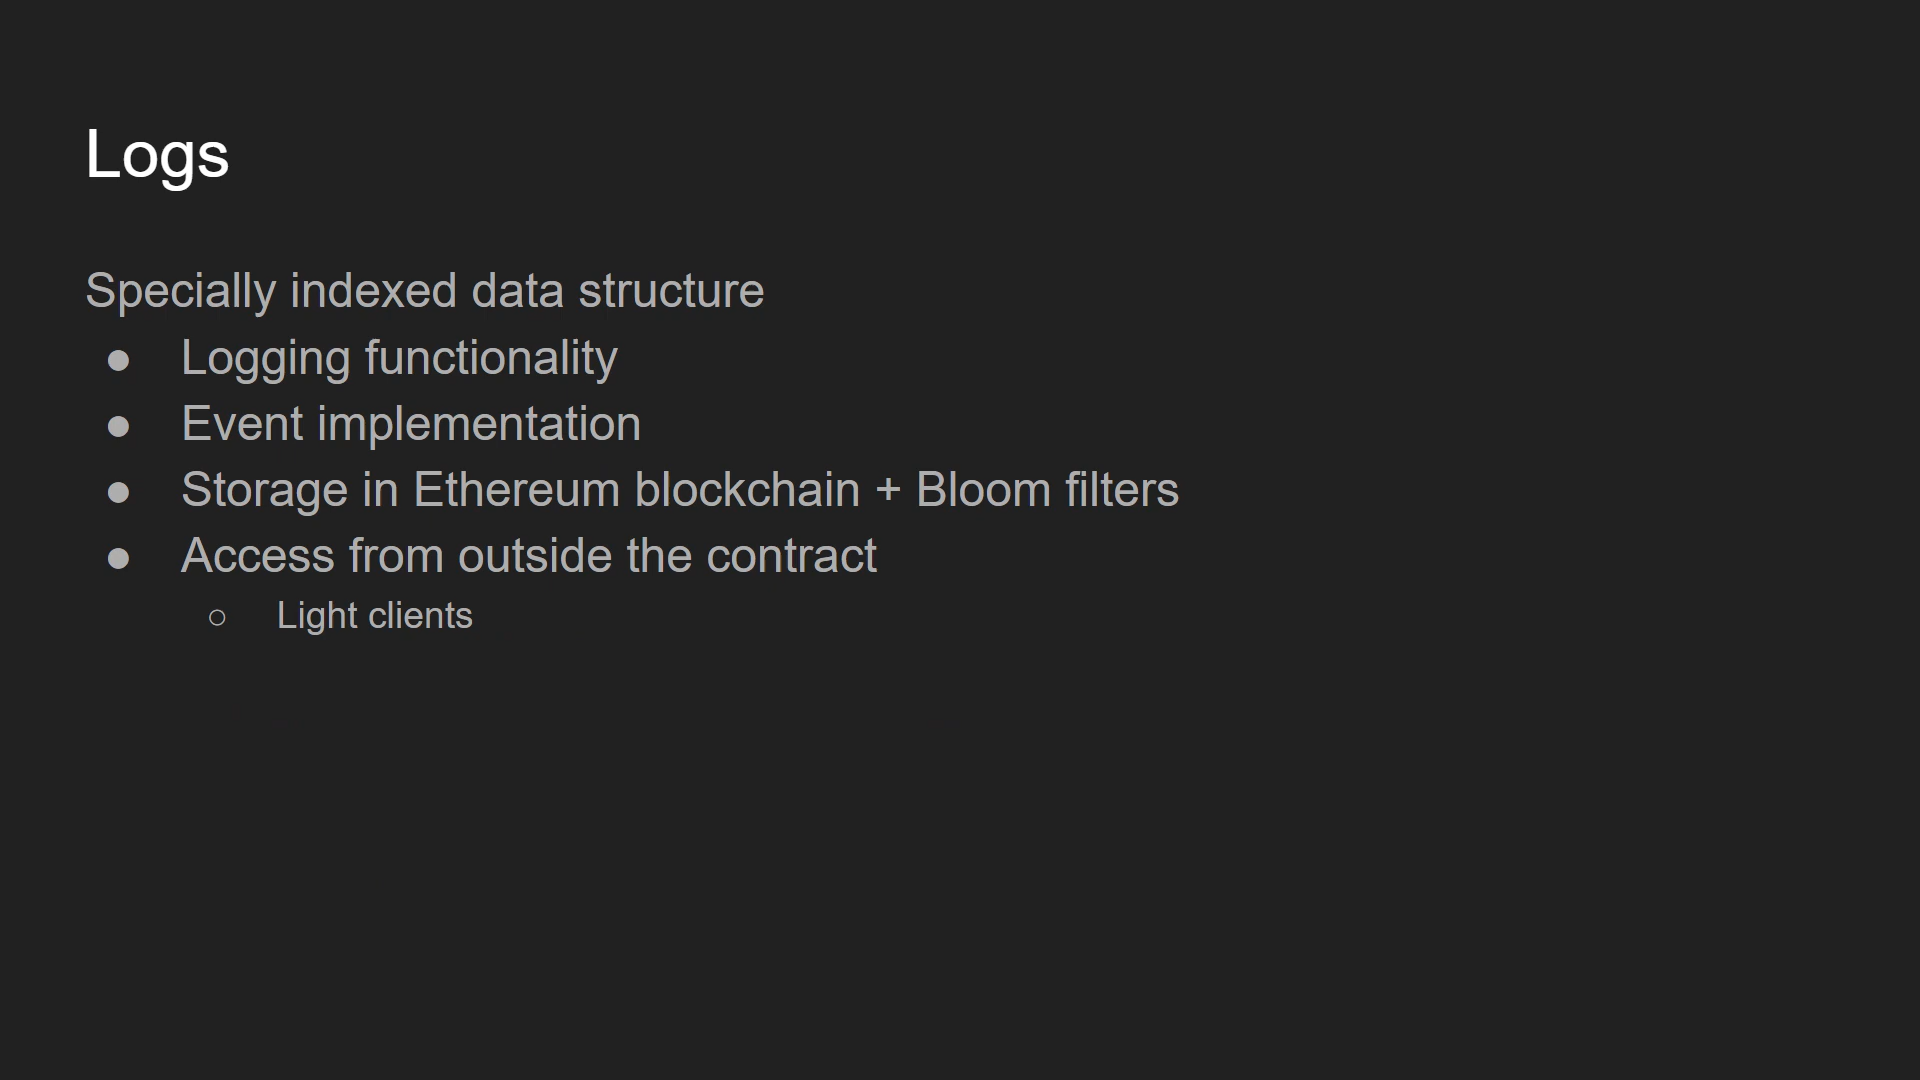 Logs
Specially indexed data structure
● Logging functionality
● Event implementation
● Storage in Ethereum blockchain + Bloom filters
● Access from outside the contract
○ Light clients